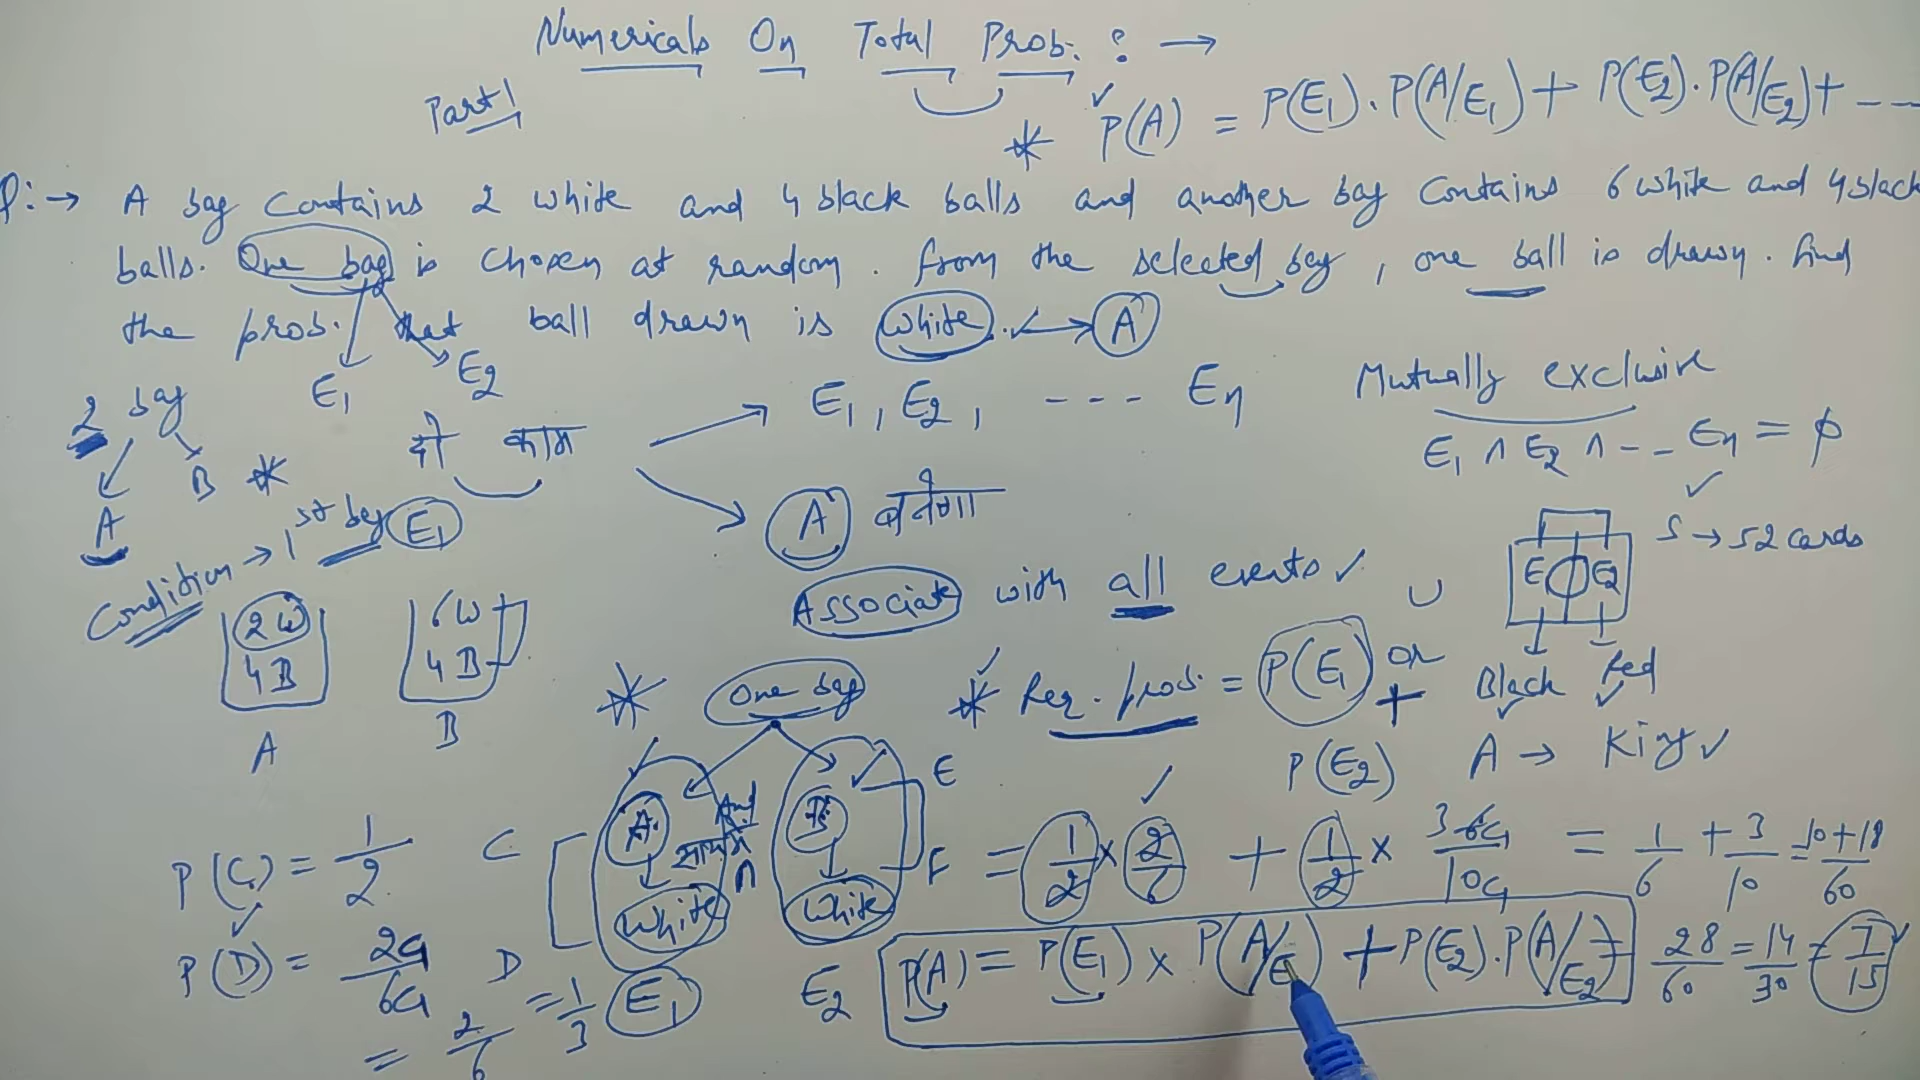 Numericals On Total Prob. : →
Part 1
* P(A) = P(E₁).P(A/E₁) + P(E₂).P(A/E₂) + ---
P: → A bag contains 2 white and 4 black balls and another bag contains 6 white and 4 black
balls. One bag is chosen at random. from the selected bag, one ball is drawn. find
the prob. that ball drawn is white. ✓ → A
E₁ E₂
2 bag
A B *
दो काम → E₁, E₂, --- Eη
→ A बनेगा
Associate with all events ✓
Mutually exclusive
E₁ ∩ E₂ ∩ -- Eη = ϕ
S → 52 cards
E ϕ E₂
Black Red
A → King ✓
Condition → 1st bag E₁
2W
4B
A
6W
4B
B
* One bag
A And B
साथ में ∩
White White
C E
D F
E₁ E₂
* Req. prob. = P(E₁) or ∪
+
P(E₂)
= 1/2 × 2/6 + 1/2 × 3 6C₁/10C₁ = 1/6 + 3/10 = 10+18/60
P(A) = P(E₁) × P(A/E₁) + P(E₂).P(A/E₂) = 28/60 = 14/30 = 7/15
P(C) = 1/2
P(D) = 2C₁/6C₁
= 2/6 = 1/3